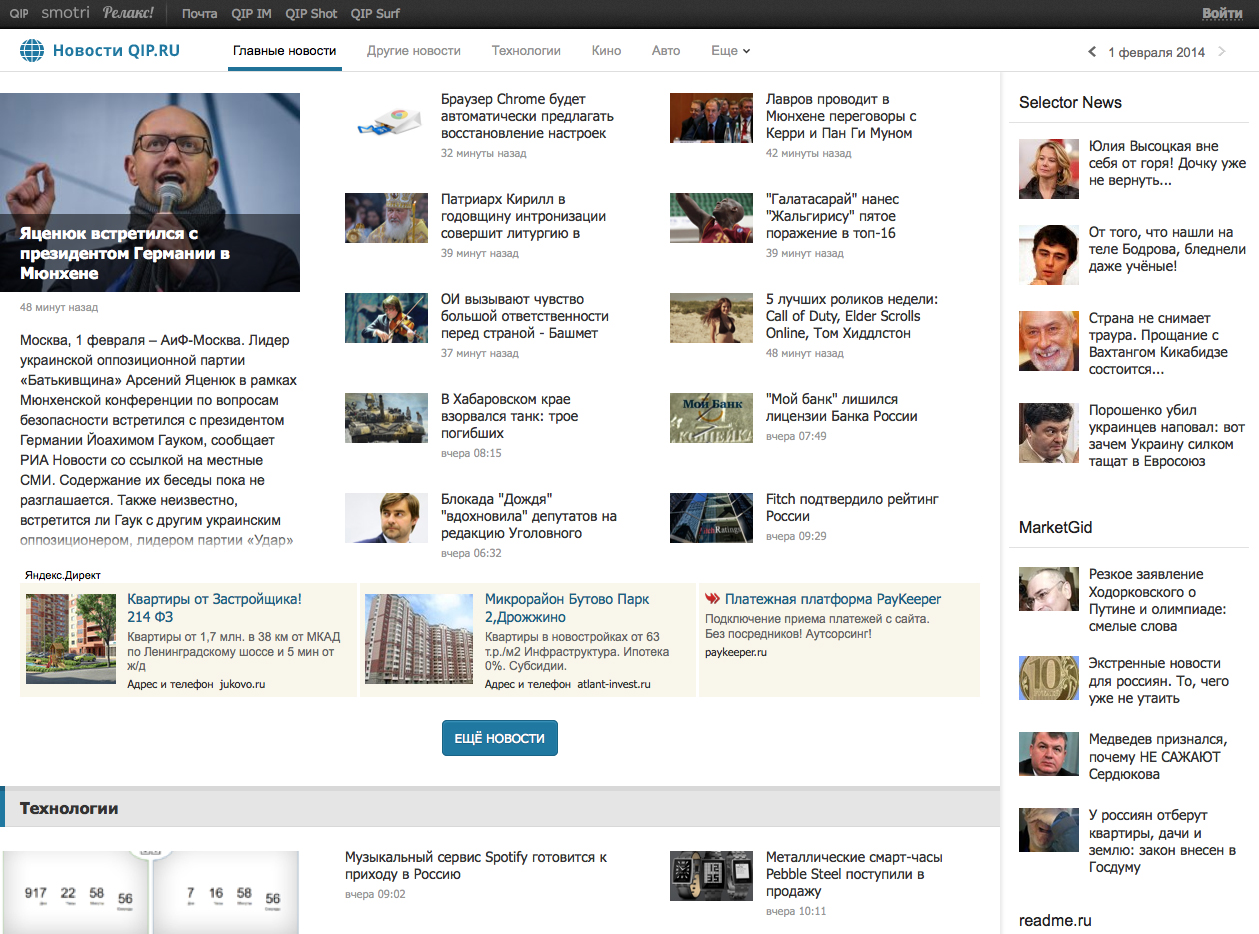 QIP smotri Релакс! Почта QIP IM QIP Shot QIP Surf Войти
Новости QIP.RU Главные новости Другие новости Технологии Кино Авто Еще 1 февраля 2014
Яценюк встретился с
президентом Германии в
Мюнхене
48 минут назад
Москва, 1 февраля – АиФ-Москва. Лидер
украинской оппозиционной партии
«Батькивщина» Арсений Яценюк в рамках
Мюнхенской конференции по вопросам
безопасности встретился с президентом
Германии Йоахимом Гауком, сообщает
РИА Новости со ссылкой на местные
СМИ. Содержание их беседы пока не
разглашается. Также неизвестно,
встретится ли Гаук с другим украинским
оппозиционером, лидером партии «Удар»
Браузер Chrome будет
автоматически предлагать
восстановление настроек
32 минуты назад
Лавров проводит в
Мюнхене переговоры с
Керри и Пан Ги Муном
42 минуты назад
Патриарх Кирилл в
годовщину интронизации
совершит литургию в
39 минут назад
"Галатасарай" нанес
"Жальгирису" пятое
поражение в топ-16
39 минут назад
ОИ вызывают чувство
большой ответственности
перед страной - Башмет
37 минут назад
5 лучших роликов недели:
Call of Duty, Elder Scrolls
Online, Том Хиддлстон
48 минут назад
В Хабаровском крае
взорвался танк: трое
погибших
вчера 08:15
Мой Банк
"Мой банк" лишился
лицензии Банка России
вчера 07:49
Блокада "Дождя"
"вдохновила" депутатов на
редакцию Уголовного
вчера 06:32
Fitch подтвердило рейтинг
России
вчера 09:29
Яндекс.Директ
Квартиры от Застройщика!
214 ФЗ
Квартиры от 1,7 млн. в 38 км от МКАД
по Ленинградскому шоссе и 5 мин от
ж/д
Адрес и телефон jukovo.ru
Микрорайон Бутово Парк
2,Дрожжино
Квартиры в новостройках от 63
т.р./м2 Инфраструктура. Ипотека
0%. Субсидии.
Адрес и телефон atlant-invest.ru
Платежная платформа PayKeeper
Подключение приема платежей с сайта.
Без посредников! Аутсорсинг!
paykeeper.ru
ЕЩЁ НОВОСТИ
Технологии
917 22 58 56 7 16 58 56
Музыкальный сервис Spotify готовится к
приходу в Россию
вчера 09:02
Металлические смарт-часы
Pebble Steel поступили в
продажу
вчера 10:11
Selector News
Юлия Высоцкая вне
себя от горя! Дочку уже
не вернуть...
От того, что нашли на
теле Бодрова, бледнели
даже учёные!
Страна не снимает
траура. Прощание с
Вахтангом Кикабидзе
состоится...
Порошенко убил
украинцев наповал: вот
зачем Украину силком
тащат в Евросоюз
MarketGid
Резкое заявление
Ходорковского о
Путине и олимпиаде:
смелые слова
Экстренные новости
для россиян. То, чего
уже не утаить
Медведев признался,
почему НЕ САЖАЮТ
Сердюкова
У россиян отберут
квартиры, дачи и
землю: закон внесен в
Госдуму
readme.ru